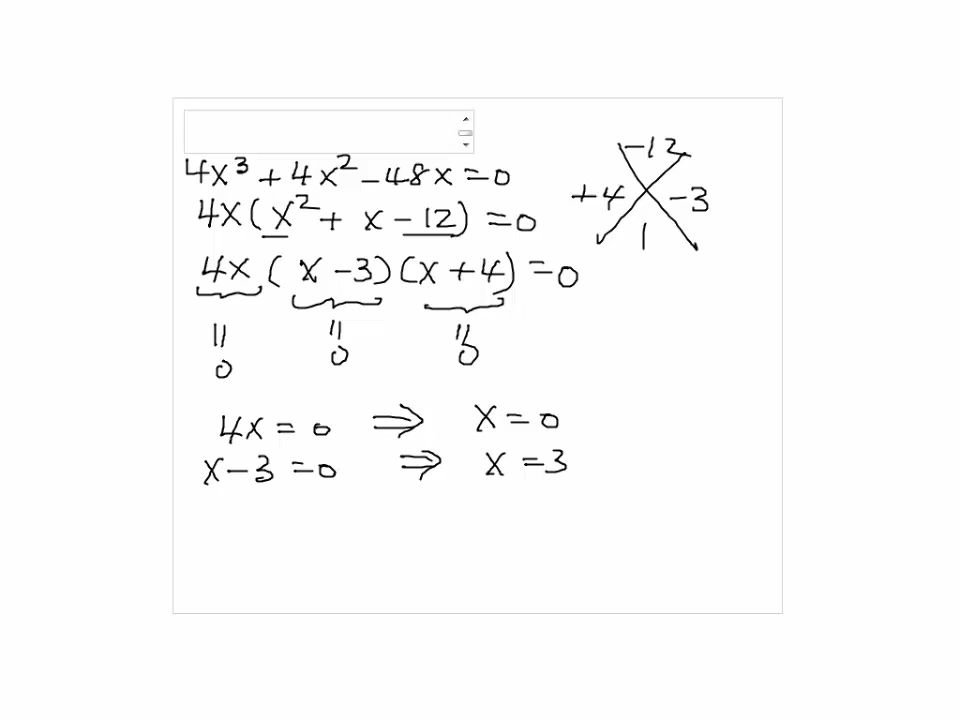 4x³ + 4x² - 48x = 0
4x ( x² + x - 12 ) = 0
4x ( x - 3 ) ( x + 4 ) = 0
= = =
0 0 0
4x = 0 ⇒ x = 0
x - 3 = 0 ⇒ x = 3
-12
+4 -3
1